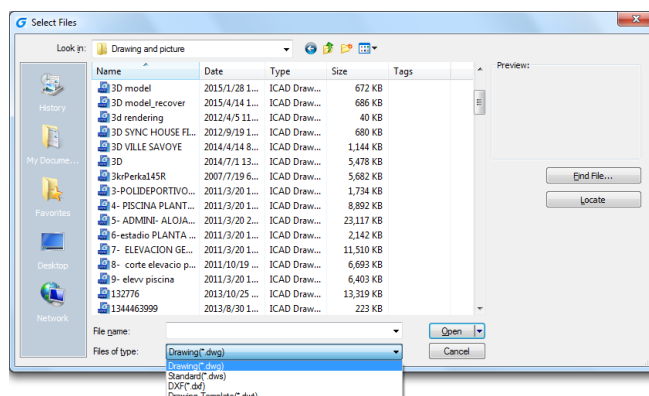 Select Files
Look in: Drawing and picture
Name Date Type Size Tags
3D model 2015/1/28 1... ICAD Draw... 672 KB
3D model_recover 2015/4/14 1... ICAD Draw... 686 KB
3d rendering 2012/4/5 11... ICAD Draw... 40 KB
3D SYNC HOUSE FI... 2012/9/19 1... ICAD Draw... 680 KB
3D VILLE SAVOYE 2014/4/14 8... ICAD Draw... 1,144 KB
3D 2014/7/1 13... ICAD Draw... 5,478 KB
3krPerka145R 2007/7/19 6... ICAD Draw... 5,682 KB
3-POLIDEPORTIVO... 2011/3/20 1... ICAD Draw... 1,734 KB
4- PISCINA PLANT... 2011/3/20 1... ICAD Draw... 8,892 KB
5- ADMINI- ALOJA... 2011/3/20 2... ICAD Draw... 23,117 KB
6-estadio PLANTA ... 2011/3/20 1... ICAD Draw... 2,142 KB
7- ELEVACION GE... 2011/3/20 1... ICAD Draw... 11,510 KB
8- corte elevacio p... 2011/10/19 ... ICAD Draw... 6,693 KB
9- elevv piscina 2011/3/20 1... ICAD Draw... 6,403 KB
132776 2013/10/25 ... ICAD Draw... 13,319 KB
1344463999 2013/8/30 1... ICAD Draw... 223 KB
History
My Docume...
Favorites
Desktop
Network
Preview:
Find File...
Locate
File name:
Open
Files of type: Drawing(*.dwg)
Cancel
Drawing(*.dwg)
Standard(*.dws)
DXF(*.dxf)
Drawing Template(*.dwt)